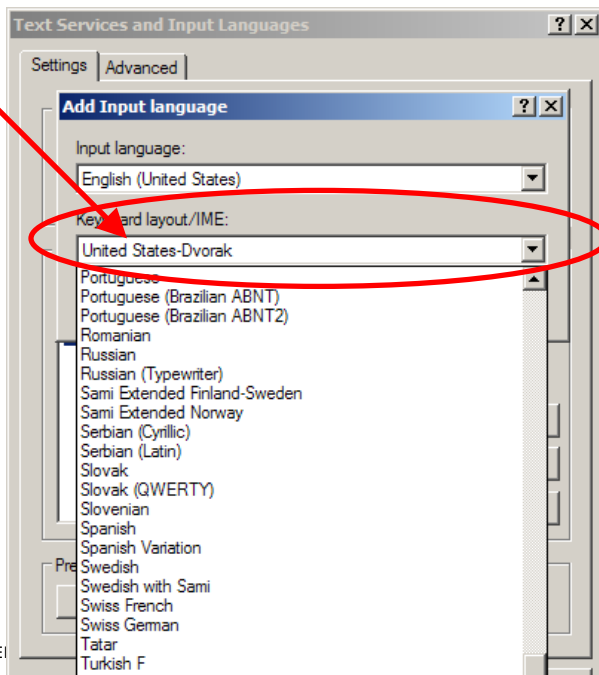 Text Services and Input Languages
Settings Advanced
Add Input language
Input language:
English (United States)
Keyboard layout/IME:
United States-Dvorak
Portuguese
Portuguese (Brazilian ABNT)
Portuguese (Brazilian ABNT2)
Romanian
Russian
Russian (Typewriter)
Sami Extended Finland-Sweden
Sami Extended Norway
Serbian (Cyrillic)
Serbian (Latin)
Slovak
Slovak (QWERTY)
Slovenian
Spanish
Spanish Variation
Swedish
Pre
Swedish with Sami
Swiss French
Swiss German
Tatar
Turkish F